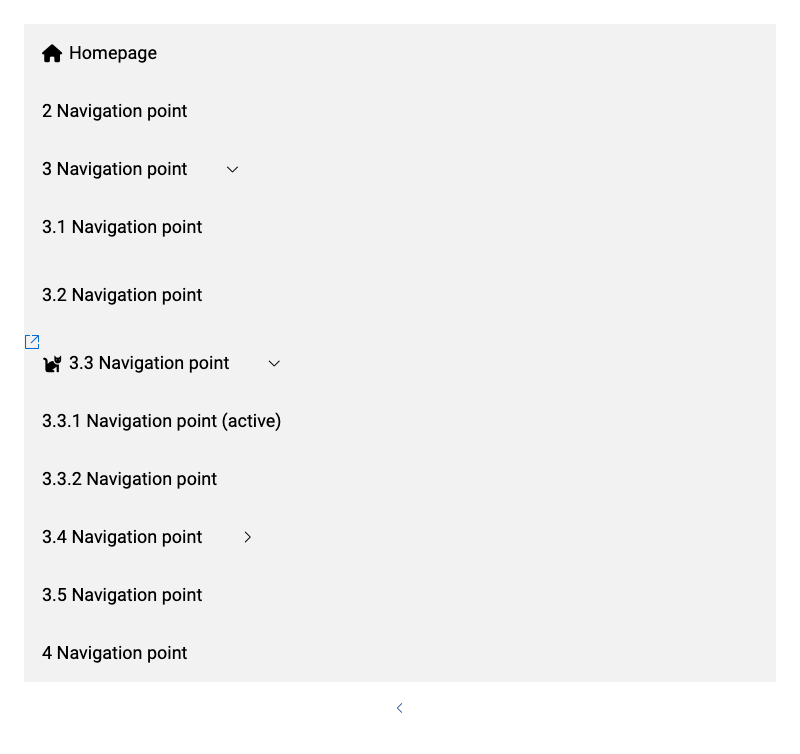 Homepage
2 Navigation point
3 Navigation point
3.1 Navigation point
3.2 Navigation point
3.3 Navigation point
3.3.1 Navigation point (active)
3.3.2 Navigation point
3.4 Navigation point
3.5 Navigation point
4 Navigation point